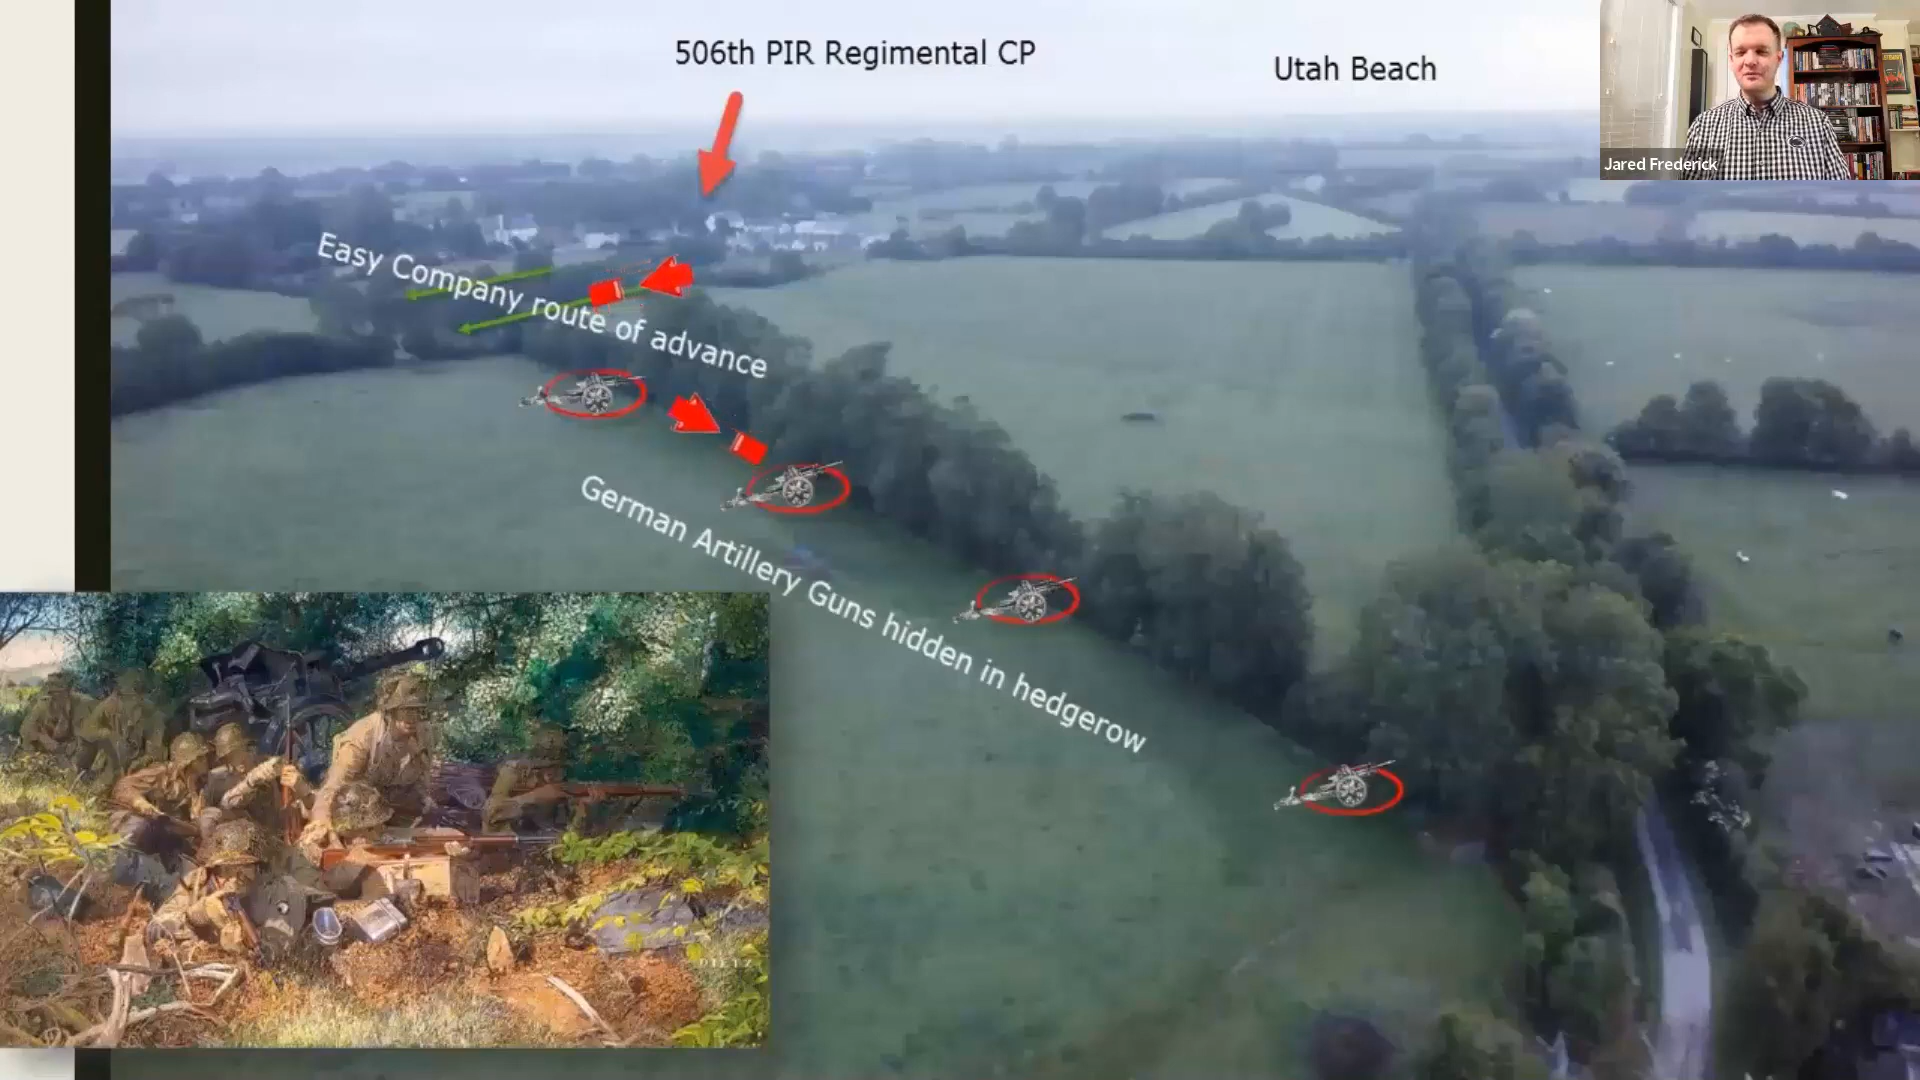 506th PIR Regimental CP
Utah Beach
Jared Frederick
Easy Company route of advance
German Artillery Guns hidden in hedgerow
DIETZ